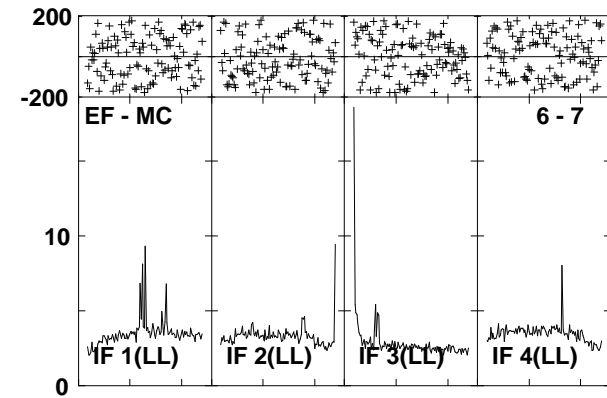 200
-200
EF - MC 6 - 7
10
IF 1(LL) IF 2(LL) IF 3(LL) IF 4(LL)
0